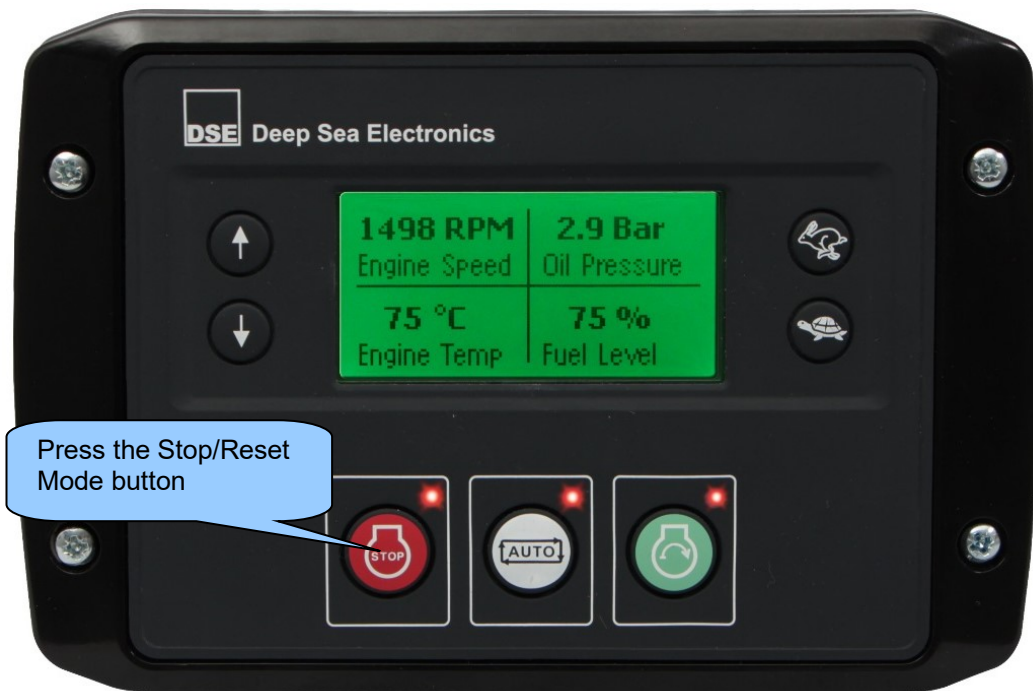 DSE Deep Sea Electronics
1498 RPM 2.9 Bar
Engine Speed Oil Pressure
75 °C 75 %
Engine Temp Fuel Level
Press the Stop/Reset
Mode button
STOP AUTO